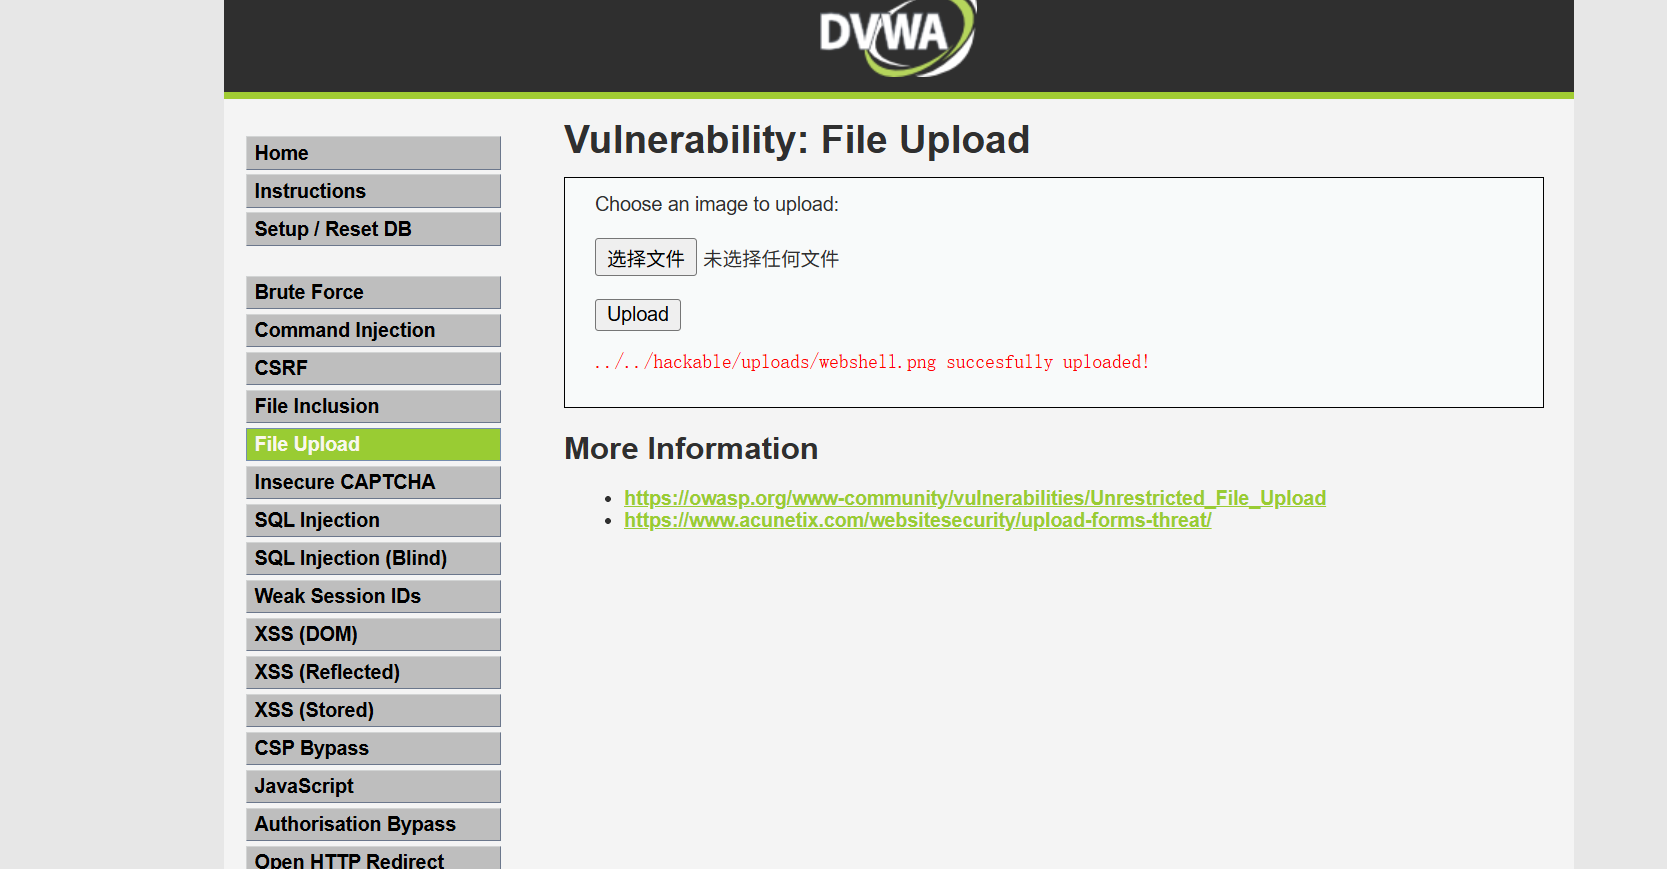 DVWA
Home
Instructions
Setup / Reset DB
Brute Force
Command Injection
CSRF
File Inclusion
File Upload
Insecure CAPTCHA
SQL Injection
SQL Injection (Blind)
Weak Session IDs
XSS (DOM)
XSS (Reflected)
XSS (Stored)
CSP Bypass
JavaScript
Authorisation Bypass
Open HTTP Redirect
Vulnerability: File Upload
Choose an image to upload:
选择文件 未选择任何文件
Upload
../../hackable/uploads/webshell.png succesfully uploaded!
More Information
https://owasp.org/www-community/vulnerabilities/Unrestricted_File_Upload
https://www.acunetix.com/websitesecurity/upload-forms-threat/